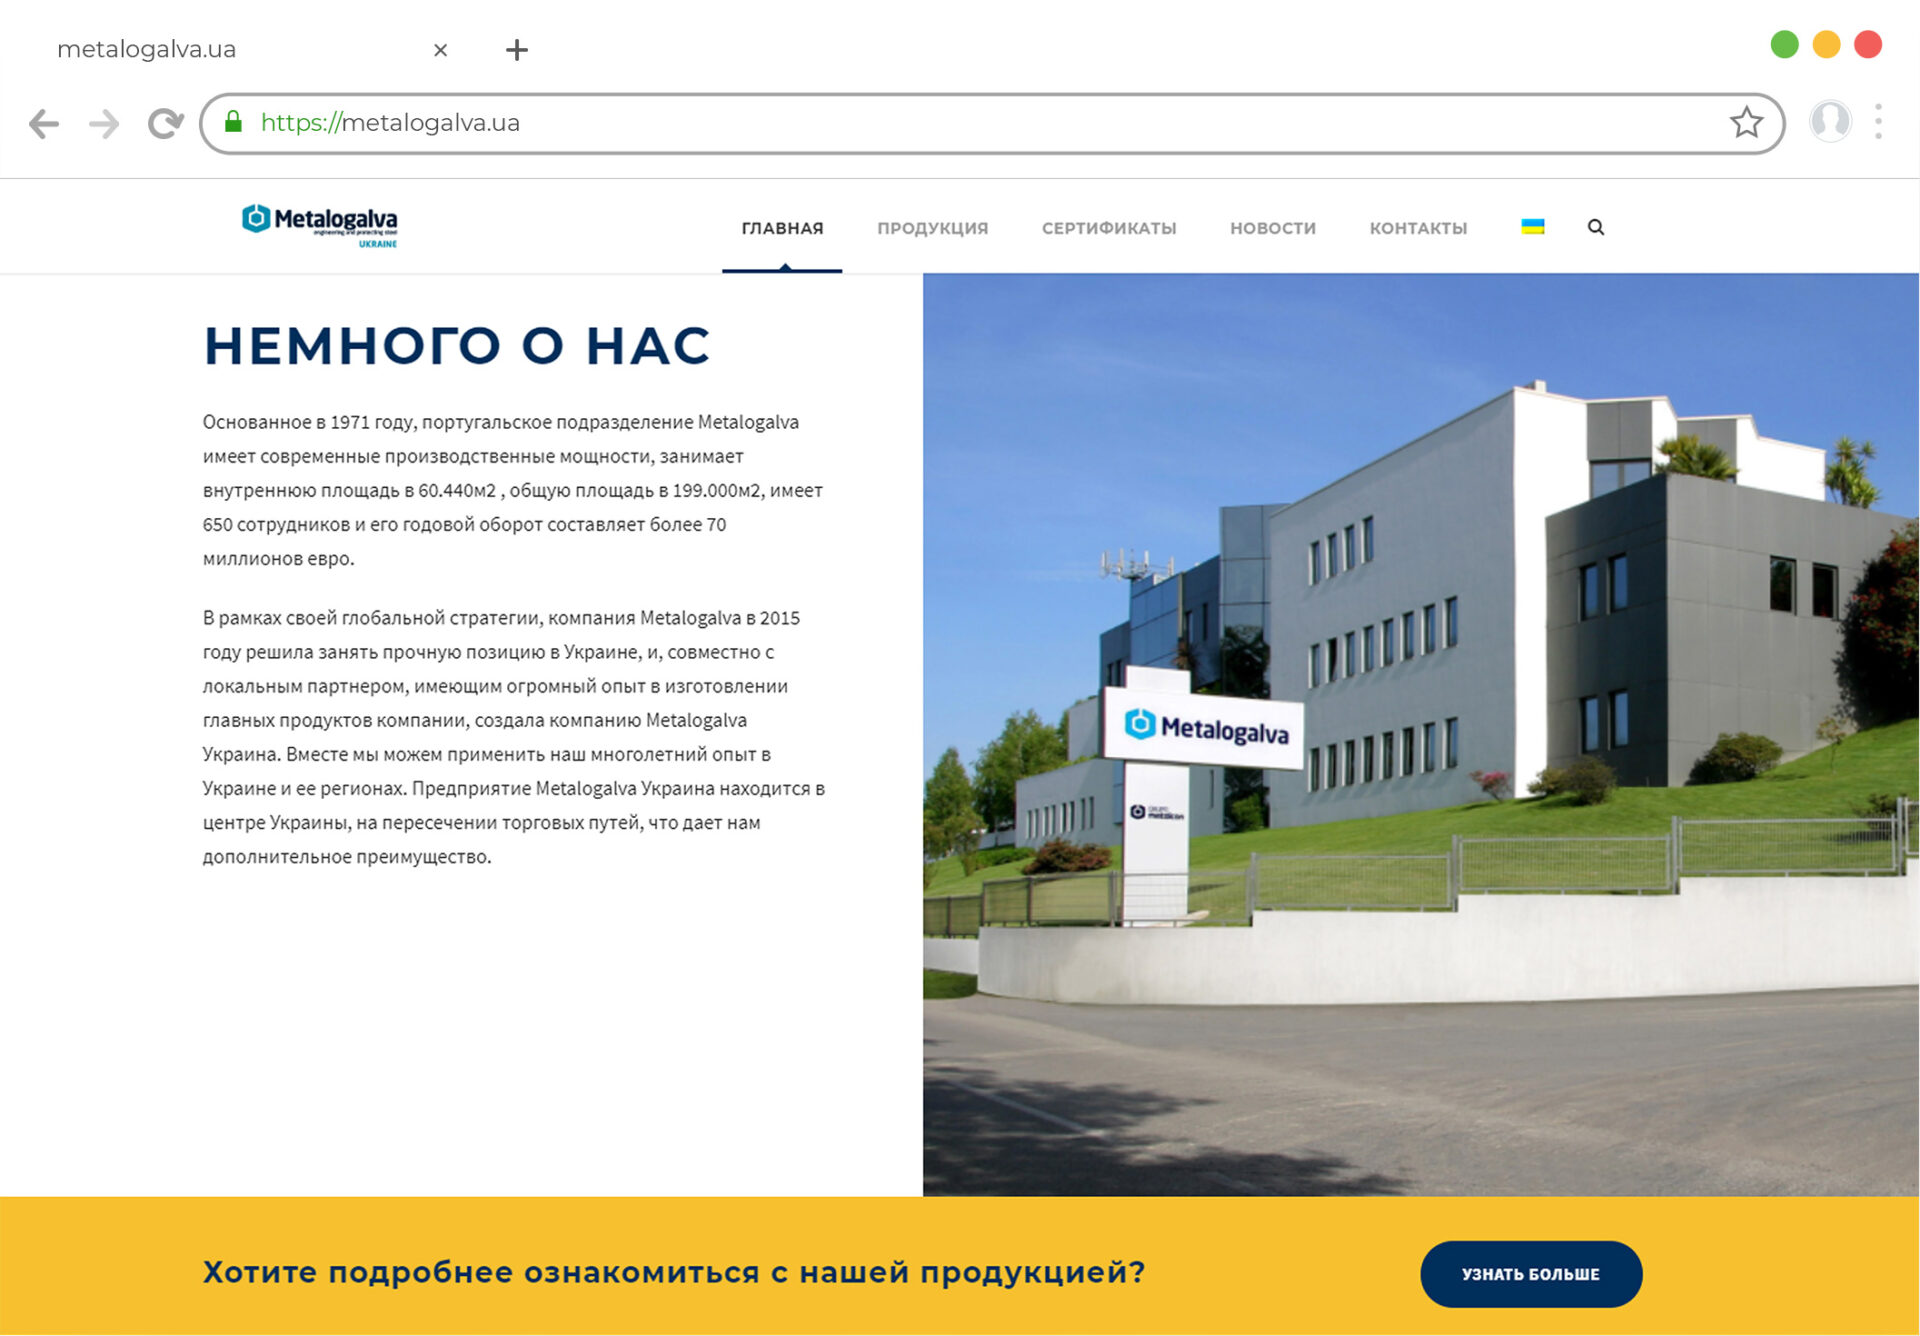 metalogalva.ua
https://metalogalva.ua
Metalogalva
engineering and protecting steel
UKRAINE
ГЛАВНАЯ
ПРОДУКЦИЯ
СЕРТИФИКАТЫ
НОВОСТИ
КОНТАКТЫ
НЕМНОГО О НАС
Основанное в 1971 году, португальское подразделение Metalogalva
имеет современные производственные мощности, занимает
внутреннюю площадь в 60.440м2 , общую площадь в 199.000м2, имеет
650 сотрудников и его годовой оборот составляет более 70
миллионов евро.
В рамках своей глобальной стратегии, компания Metalogalva в 2015
году решила занять прочную позицию в Украине, и, совместно с
локальным партнером, имеющим огромный опыт в изготовлении
главных продуктов компании, создала компанию Metalogalva
Украина. Вместе мы можем применить наш многолетний опыт в
Украине и ее регионах. Предприятие Metalogalva Украина находится в
центре Украины, на пересечении торговых путей, что дает нам
дополнительное преимущество.
Metalogalva
GRUPO
metalcon
Хотите подробнее ознакомиться с нашей продукцией?
УЗНАТЬ БОЛЬШЕ